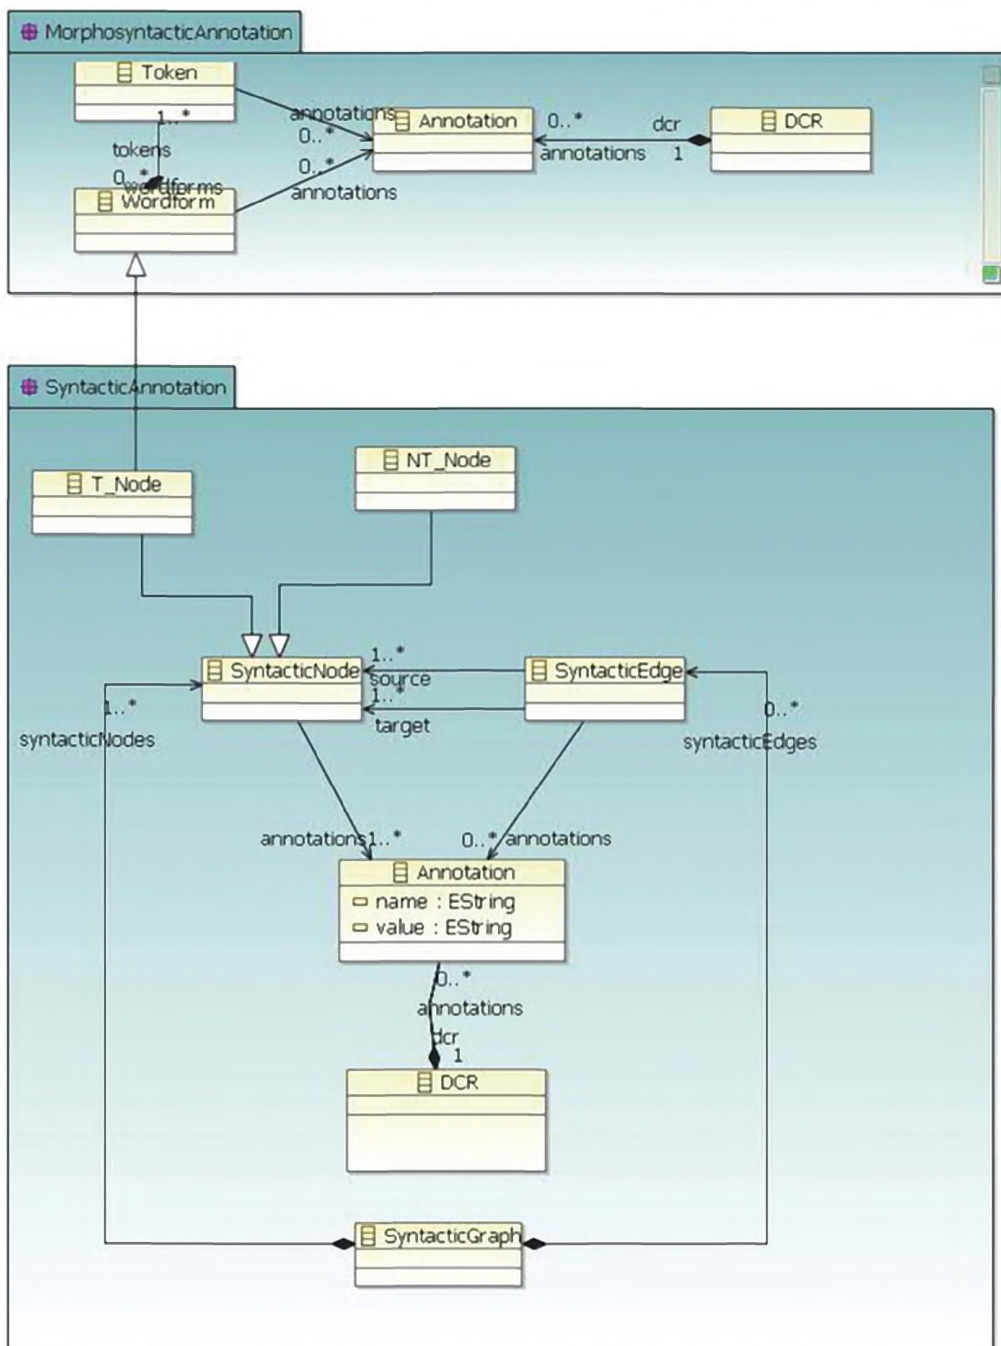 MorphosyntacticAnnotation
Token
1..*
annotations
0..*
Annotation
0..*
dcr
DCR
annotations
1
tokens
0..*
wordforms
0..*
annotations
Wordform
SyntacticAnnotation
NT_Node
T_Node
1..*
SyntacticNode
source
SyntacticEdge
1..*
target
1..*
syntacticNodes
0..*
syntacticEdges
annotations
1..*
0..*
annotations
Annotation
name : EString
value : EString
0..*
annotations
dcr
1
DCR
SyntacticGraph